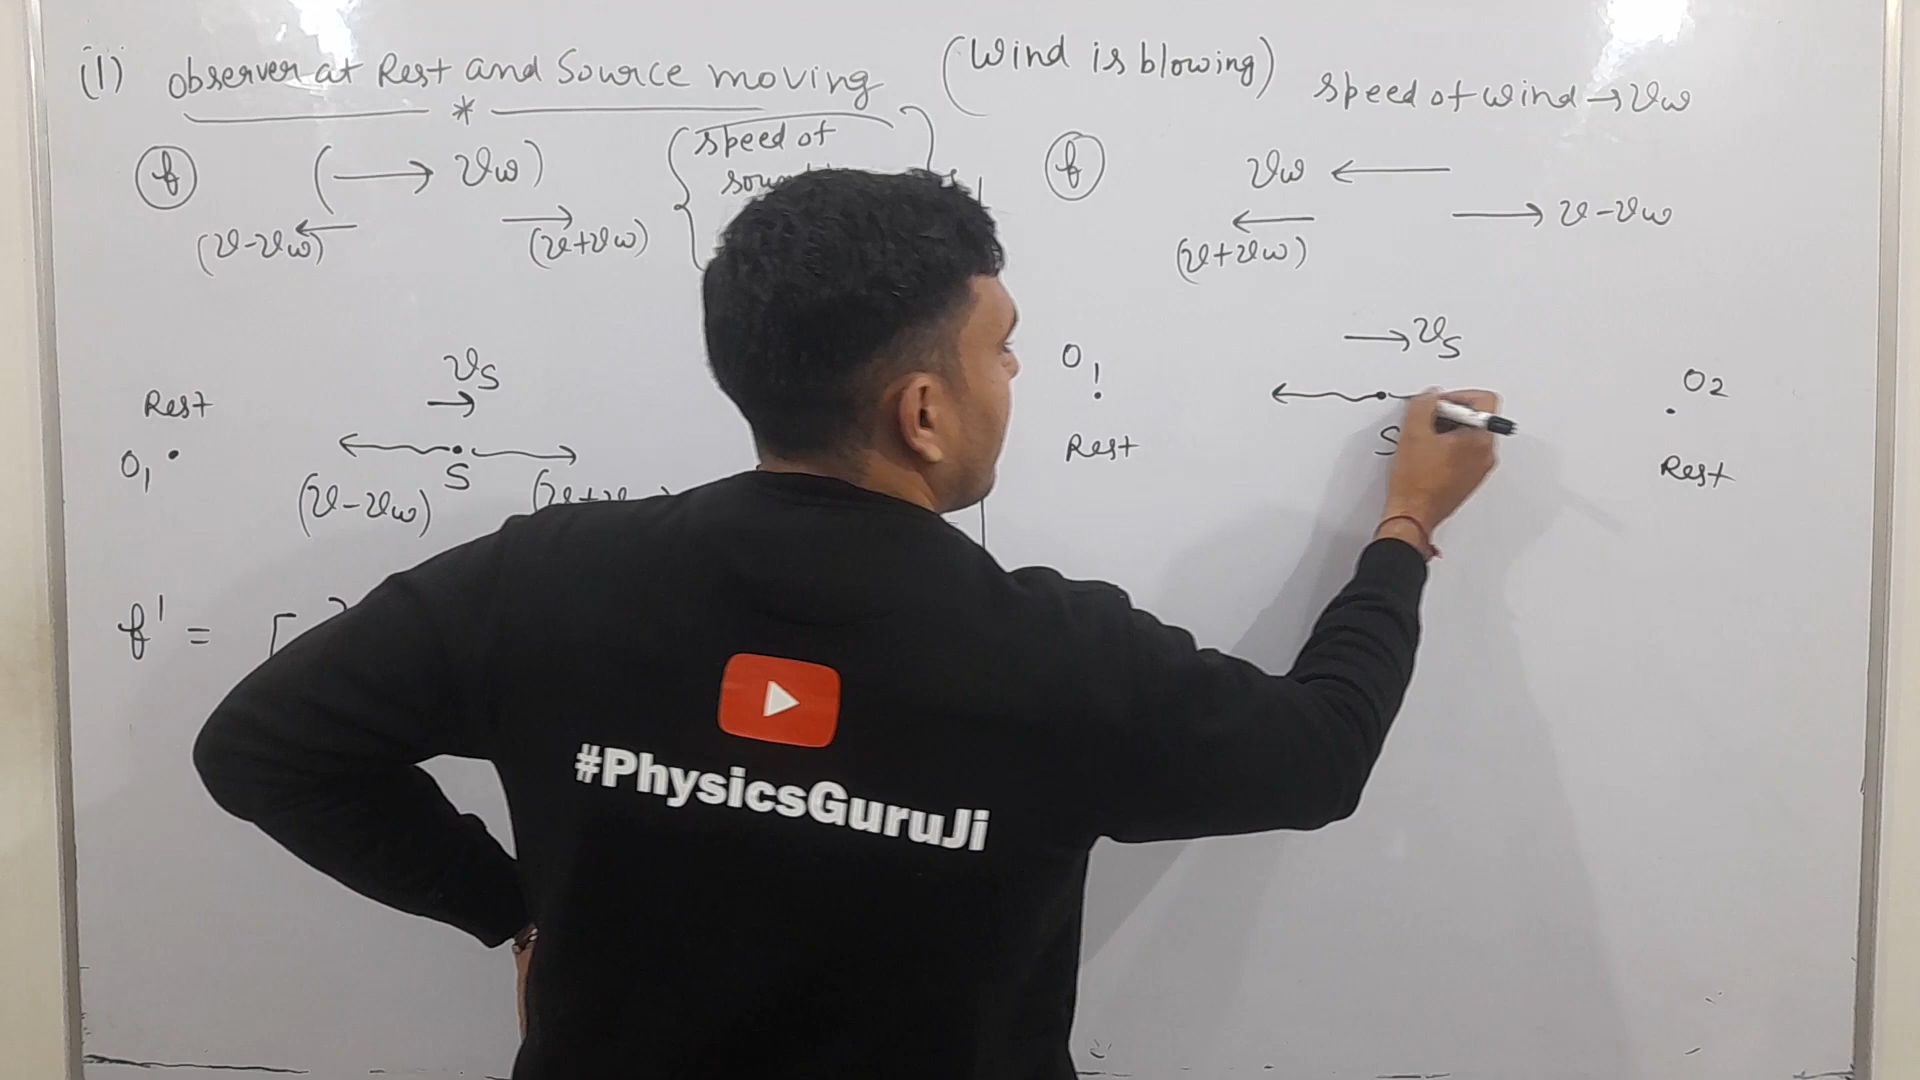 (1) Observer at Rest and Source moving (Wind is blowing)
*
speed of wind → vw
f (→ vw) {speed of
(v-vw) ← → (v+vw)
vs
→
Rest
O1 • ← • →
S
(v-vw)
f' = [
f vw ←
← → v-vw
(v+vw)
→ vs
O1 • ← • • O2
S
Rest Rest
#PhysicsGuruJi